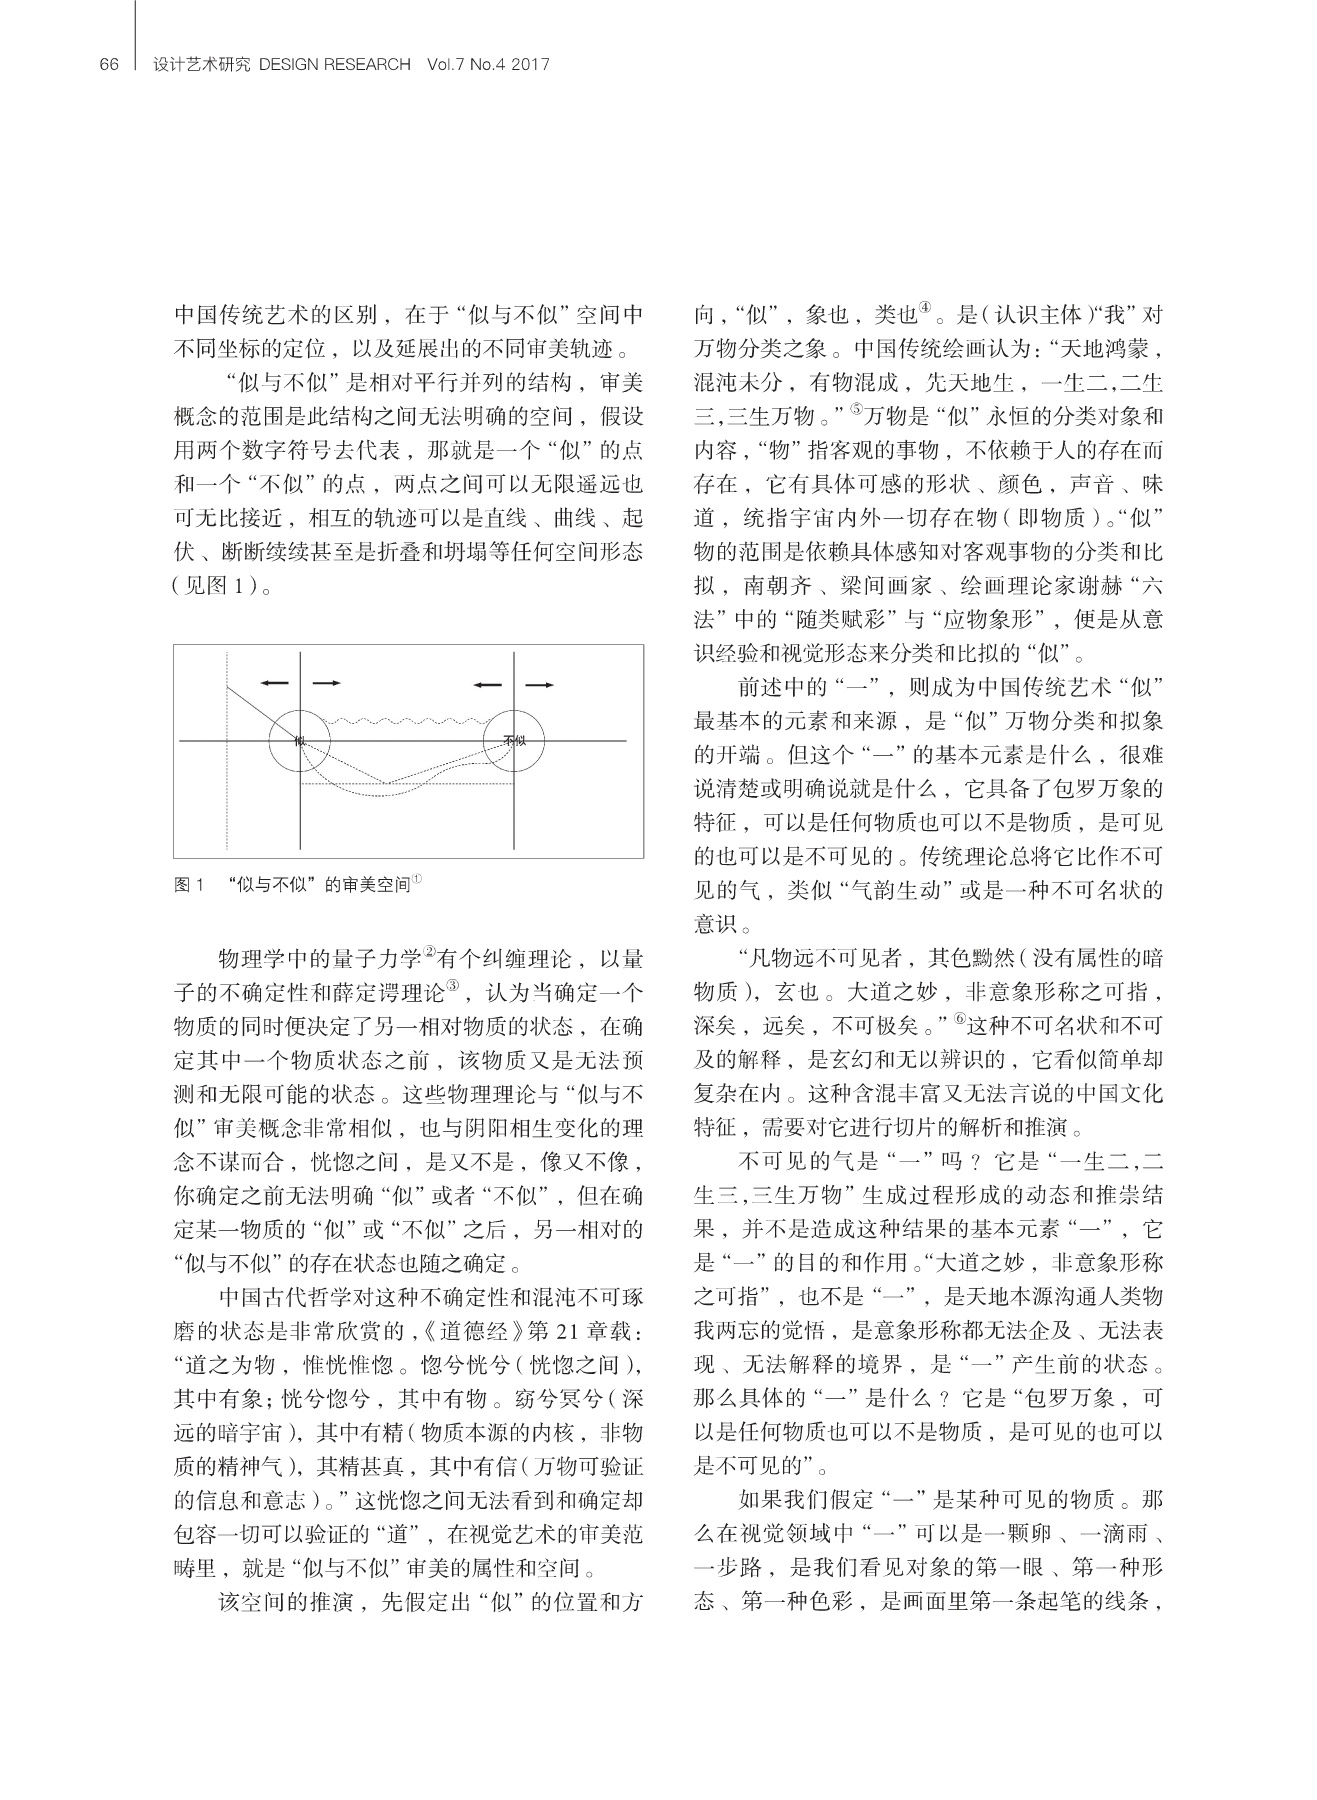 66 设计艺术研究 DESIGN RESEARCH Vol.7 No.4 2017
中国传统艺术的区别，在于“似与不似”空间中
不同坐标的定位，以及延展出的不同审美轨迹。
“似与不似”是相对平行并列的结构，审美
概念的范围是此结构之间无法明确的空间，假设
用两个数字符号去代表，那就是一个“似”的点
和一个“不似”的点，两点之间可以无限遥远也
可无比接近，相互的轨迹可以是直线、曲线、起
伏、断断续续甚至是折叠和坍塌等任何空间形态
（见图 1）。
似
不似
图 1 “似与不似”的审美空间①
物理学中的量子力学②有个纠缠理论，以量
子的不确定性和薛定谔理论③，认为当确定一个
物质的同时便决定了另一相对物质的状态，在确
定其中一个物质状态之前，该物质又是无法预
测和无限可能的状态。这些物理理论与“似与不
似”审美概念非常相似，也与阴阳相生变化的理
念不谋而合，恍惚之间，是又不是，像又不像，
你确定之前无法明确“似”或者“不似”，但在确
定某一物质的“似”或“不似”之后，另一相对的
“似与不似”的存在状态也随之确定。
中国古代哲学对这种不确定性和混沌不可琢
磨的状态是非常欣赏的，《道德经》第 21 章载：
“道之为物，惟恍惟惚。惚兮恍兮（恍惚之间），
其中有象；恍兮惚兮，其中有物。窈兮冥兮（深
远的暗宇宙），其中有精（物质本源的内核，非物
质的精神气），其精甚真，其中有信（万物可验证
的信息和意志）。”这恍惚之间无法看到和确定却
包容一切可以验证的“道”，在视觉艺术的审美范
畴里，就是“似与不似”审美的属性和空间。
该空间的推演，先假定出“似”的位置和方
向，“似”，象也，类也④。是（认识主体）“我”对
万物分类之象。中国传统绘画认为：“天地鸿蒙，
混沌未分，有物混成，先天地生，一生二，二生
三，三生万物。”⑤万物是“似”永恒的分类对象和
内容，“物”指客观的事物，不依赖于人的存在而
存在，它有具体可感的形状、颜色，声音、味
道，统指宇宙内外一切存在物（即物质）。“似”
物的范围是依赖具体感知对客观事物的分类和比
拟，南朝齐、梁间画家、绘画理论家谢赫“六
法”中的“随类赋彩”与“应物象形”，便是从意
识经验和视觉形态来分类和比拟的“似”。
前述中的“一”，则成为中国传统艺术“似”
最基本的元素和来源，是“似”万物分类和拟象
的开端。但这个“一”的基本元素是什么，很难
说清楚或明确说就是什么，它具备了包罗万象的
特征，可以是任何物质也可以不是物质，是可见
的也可以是不可见的。传统理论总将它比作不可
见的气，类似“气韵生动”或是一种不可名状的
意识。
“凡物远不可见者，其色黝然（没有属性的暗
物质），玄也。大道之妙，非意象形称之可指，
深矣，远矣，不可极矣。”⑥这种不可名状和不可
及的解释，是玄幻和无以辨识的，它看似简单却
复杂在内。这种含混丰富又无法言说的中国文化
特征，需要对它进行切片的解析和推演。
不可见的气是“一”吗？它是“一生二，二
生三，三生万物”生成过程形成的动态和推崇结
果，并不是造成这种结果的基本元素“一”，它
是“一”的目的和作用。“大道之妙，非意象形称
之可指”，也不是“一”，是天地本源沟通人类物
我两忘的觉悟，是意象形称都无法企及、无法表
现、无法解释的境界，是“一”产生前的状态。
那么具体的“一”是什么？它是“包罗万象，可
以是任何物质也可以不是物质，是可见的也可以
是不可见的”。
如果我们假定“一”是某种可见的物质。那
么在视觉领域中“一”可以是一颗卵、一滴雨、
一步路，是我们看见对象的第一眼、第一种形
态、第一种色彩，是画面里第一条起笔的线条，